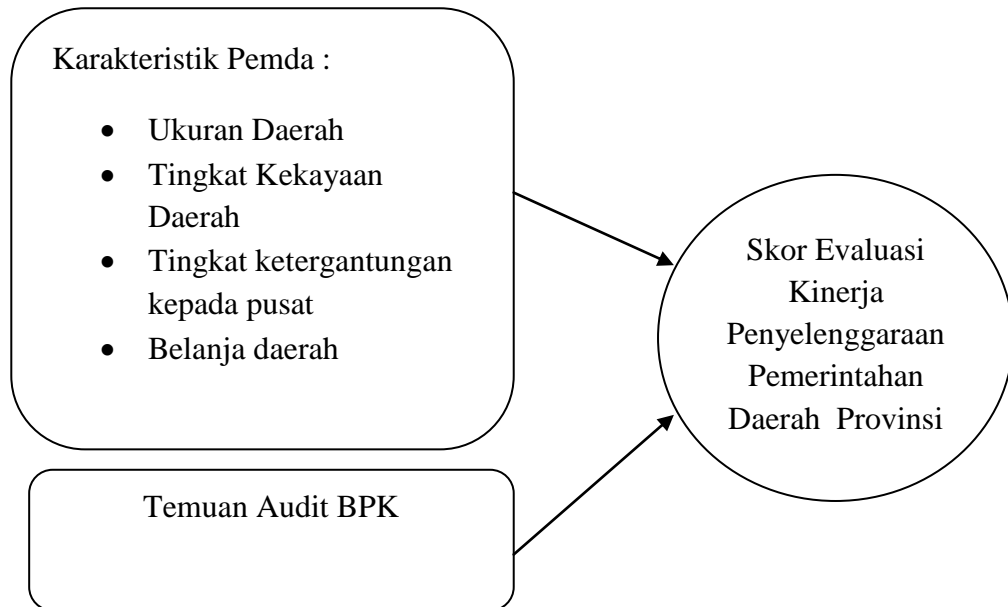 Karakteristik Pemda :
• Ukuran Daerah
• Tingkat Kekayaan
Daerah
• Tingkat ketergantungan
kepada pusat
• Belanja daerah
Temuan Audit BPK
Skor Evaluasi
Kinerja
Penyelenggaraan
Pemerintahan
Daerah  Provinsi